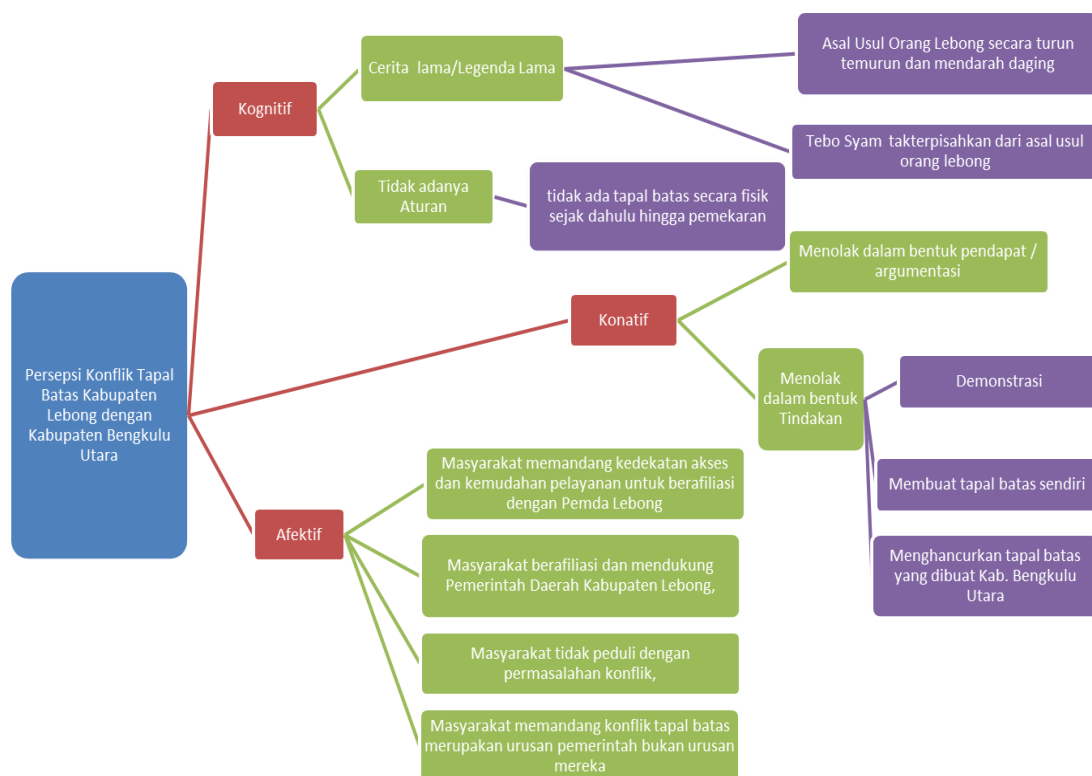 Persepsi Konflik Tapal
Batas Kabupaten
Lebong dengan
Kabupaten Bengkulu
Utara
Kognitif
Cerita  lama/Legenda Lama
Asal Usul Orang Lebong secara turun
temurun dan mendarah daging
Tebo Syam  takterpisahkan dari asal usul
orang lebong
Tidak adanya
Aturan
tidak ada tapal batas secara fisik
sejak dahulu hingga pemekaran
Konatif
Menolak dalam bentuk pendapat /
argumentasi
Menolak
dalam bentuk
Tindakan
Demonstrasi
Membuat tapal batas sendiri
Menghancurkan tapal batas
yang dibuat Kab. Bengkulu
Utara
Afektif
Masyarakat memandang kedekatan akses
dan kemudahan pelayanan untuk berafiliasi
dengan Pemda Lebong
Masyarakat berafiliasi dan mendukung
Pemerintah Daerah Kabupaten Lebong,
Masyarakat tidak peduli dengan
permasalahan konflik,
Masyarakat memandang konflik tapal batas
merupakan urusan pemerintah bukan urusan
mereka